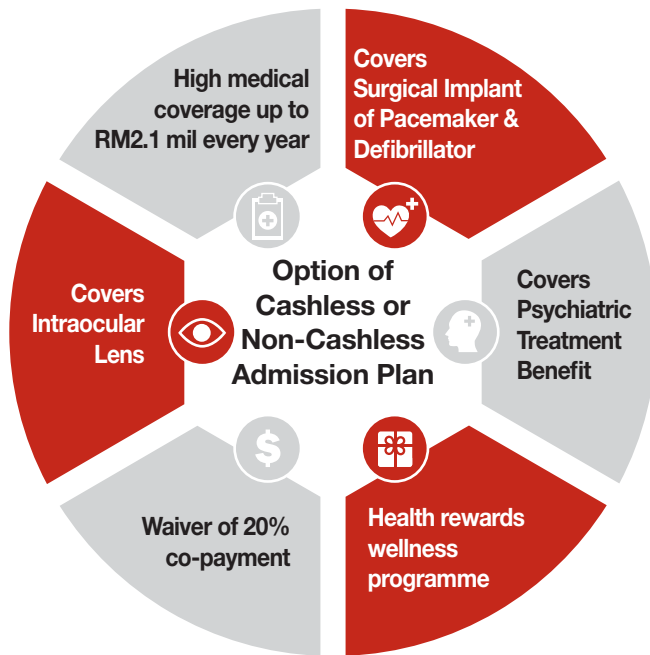 High medical
coverage up to
RM2.1 mil every year
Covers
Surgical Implant
of Pacemaker &
Defibrillator
Covers
Psychiatric
Treatment
Benefit
Health rewards
wellness
programme
Waiver of 20%
co-payment
Covers
Intraocular
Lens
Option of
Cashless or
Non-Cashless
Admission Plan
$